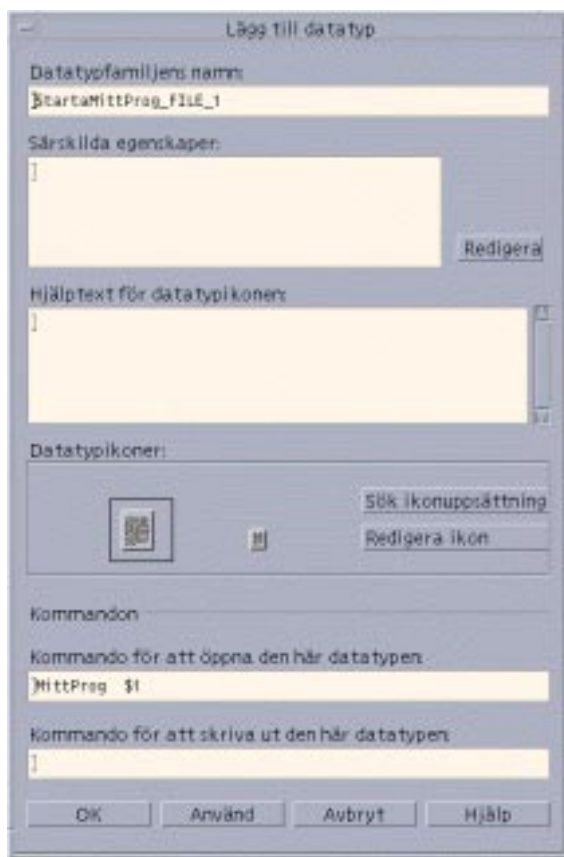 Lägg till datatyp
Datatypfamiljens namn:
StartaMittProg_FILE_1
Särskilda egenskaper:
Redigera
Hjälptext för datatypikonen:
Datatypikoner:
Sök ikonuppsättning
Redigera ikon
Kommandon
Kommando för att öppna den här datatypen:
MittProg $1
Kommando för att skriva ut den här datatypen:
OK Använd Avbryt Hjälp